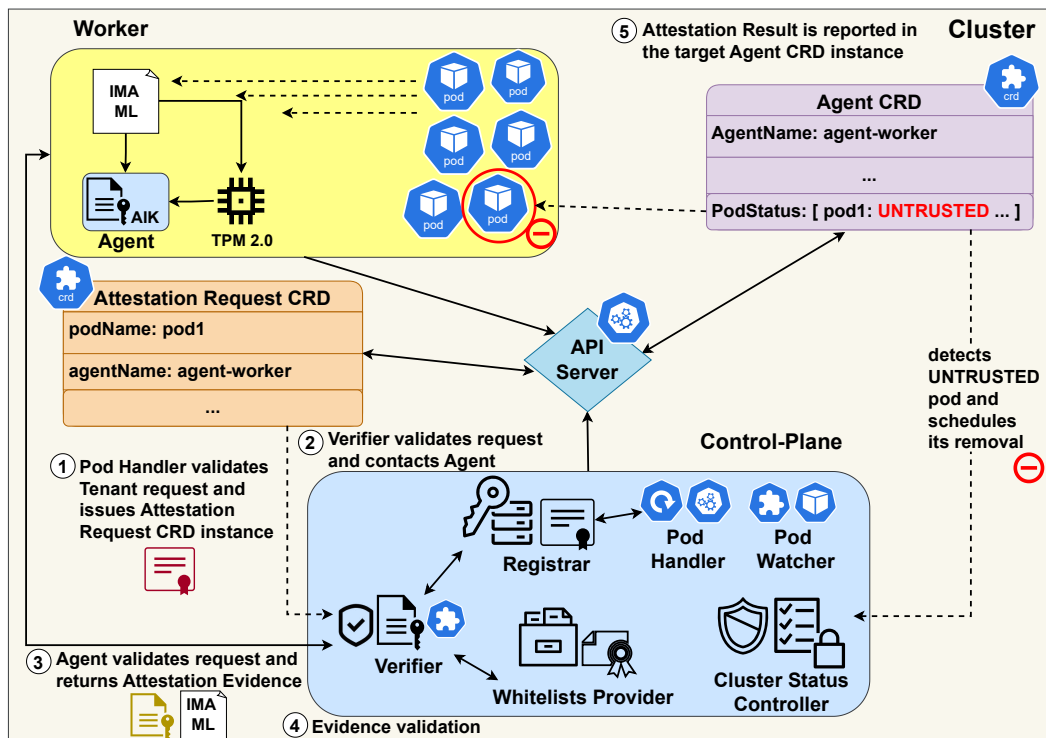 Worker
5 Attestation Result is reported
in the target Agent CRD instance
Cluster
IMA
ML
pod
pod
pod
pod
pod
pod
AIK
Agent
TPM 2.0
crd
Agent CRD
AgentName: agent-worker
...
PodStatus: [ pod1: UNTRUSTED ... ]
crd
Attestation Request CRD
podName: pod1
agentName: agent-worker
...
API
Server
detects
UNTRUSTED
pod and
schedules
its removal
1 Pod Handler validates
Tenant request and
issues Attestation
Request CRD instance
2 Verifier validates request
and contacts Agent
Control-Plane
Registrar
Pod
Handler
Pod
Watcher
Verifier
Whitelists Provider
Cluster Status
Controller
3 Agent validates request and
returns Attestation Evidence
IMA
ML
4 Evidence validation